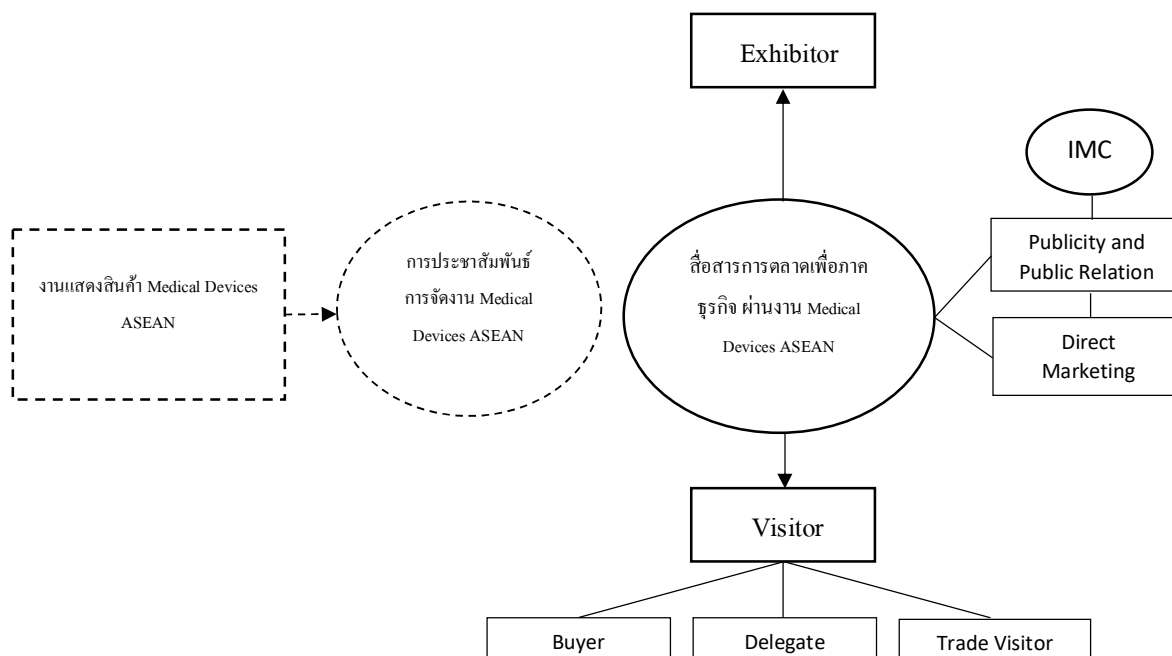 Exhibitor
IMC
Publicity and
Public Relation
Direct
Marketing
งานแสดงสินค้า Medical Devices
ASEAN
การประชาสัมพันธ์
การจัดงาน Medical
Devices ASEAN
สื่อสารการตลาดเพื่อภาค
ธุรกิจ ผ่านงาน Medical
Devices ASEAN
Visitor
Buyer
Delegate
Trade Visitor